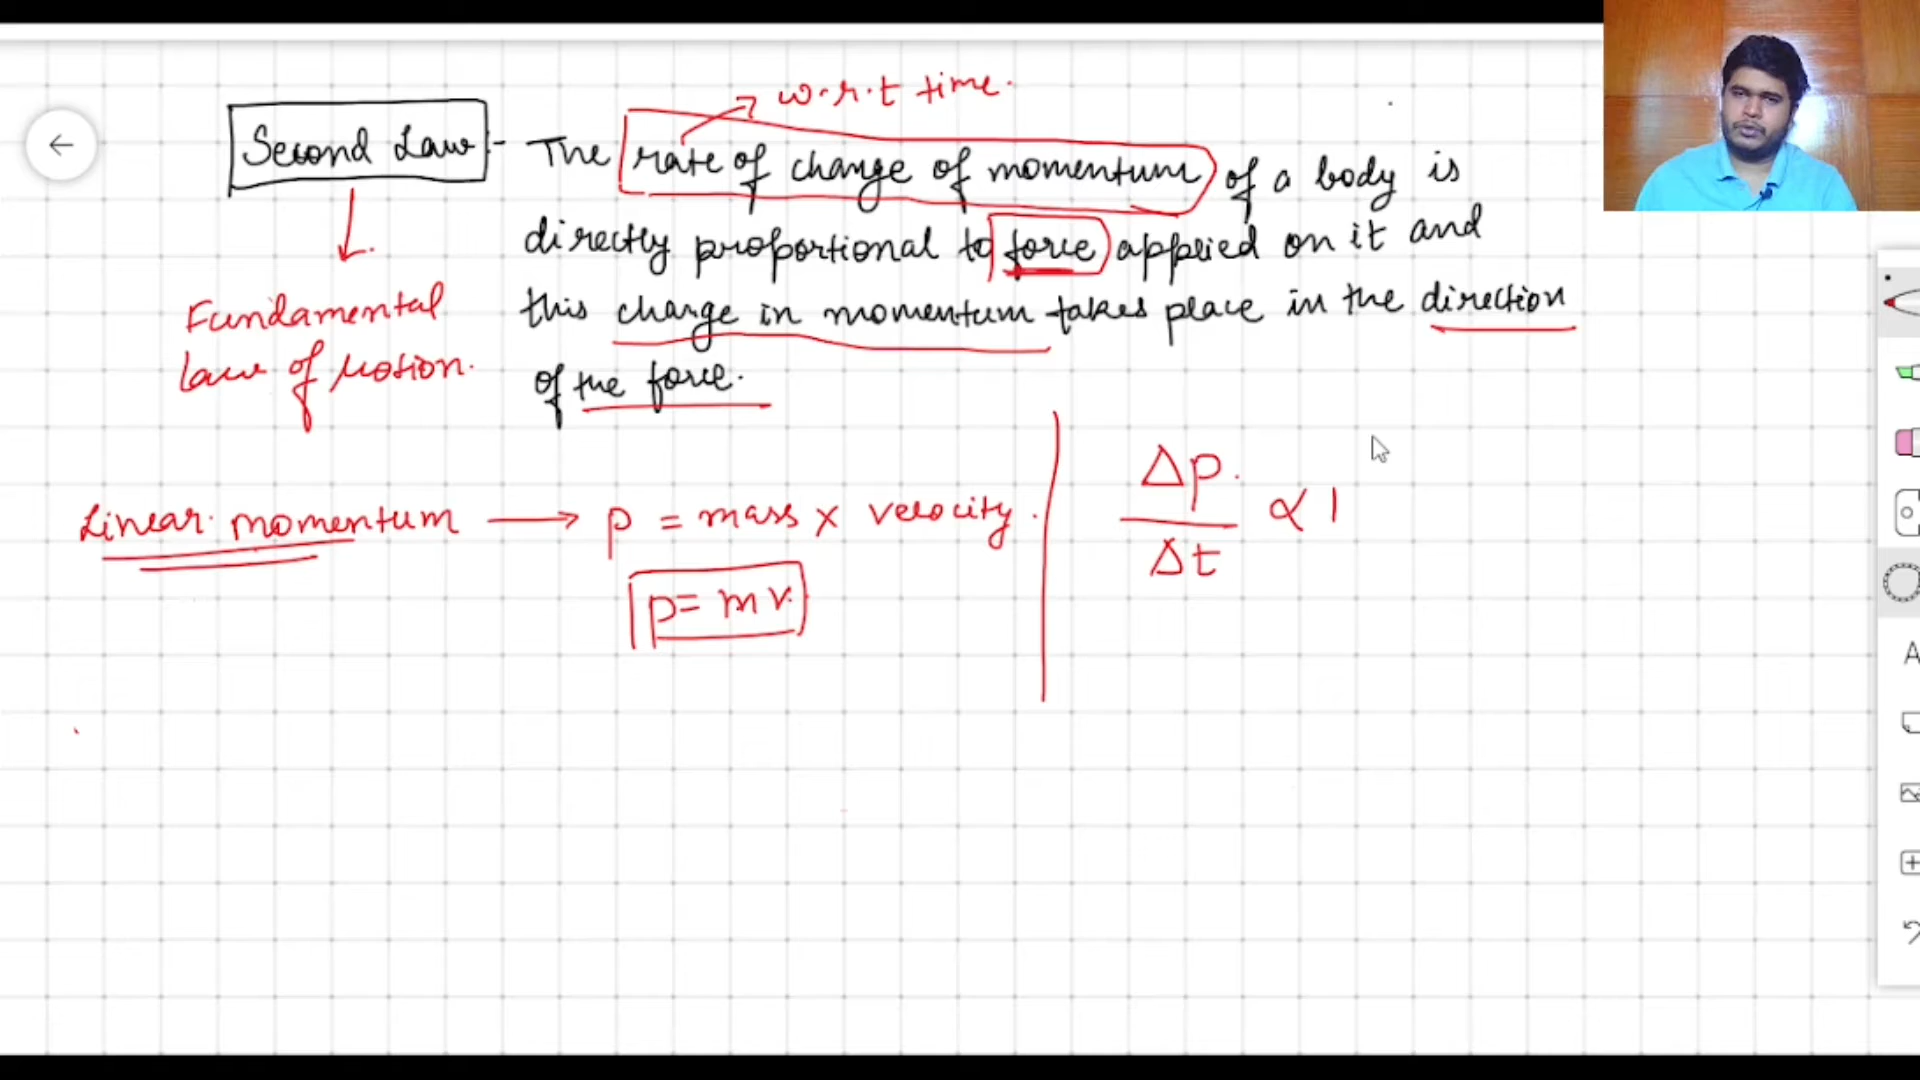 w.r.t time.
Second Law :- The rate of change of momentum of a body is
directly proportional to force applied on it and
this change in momentum takes place in the direction
of the force.
Fundamental
Law of Motion.
Linear momentum → p = mass x velocity.
p = mv.
Δp.
Δt
∝ 1
A